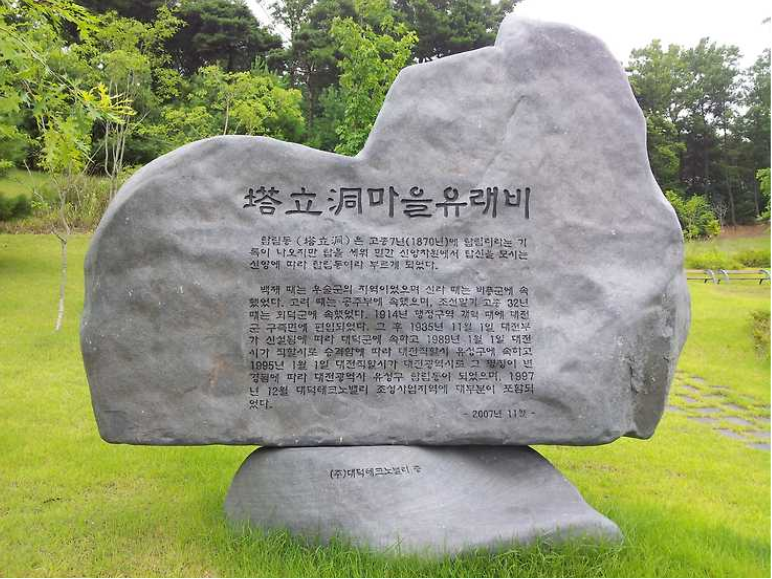 塔立洞마을유래비
탑립동(塔立洞)은 고종7년(1870년)에 탑립리라는 기
록이 나오지만 탑을 세워 민간 신앙차원에서 탑신을 모시는
신앙에 따라 탑립동이라 부르게 되었다.
백제 때는 우술군의 지역이었으며 신라 때는 비풍군에 속
했었다. 고려 때는 공주부에 속했으며, 조선말기 고종 32년
때는 회덕군에 속했었다. 1914년 행정구역 개혁 때에 대전
군 구즉면에 편입되었다. 그 후 1935년 11월 1일 대전부
가 신설됨에 따라 대덕군에 속하고 1989년 1월 1일 대전
시가 직할시로 승격함에 따라 대전직할시 유성구에 속하고
1995년 1월 1일 대전직할시가 대전광역시로 그 명칭이 변
경됨에 따라 대전광역시 유성구 탑립동이 되었으며, 1997
년 12월 대덕테크노밸리 조성사업지역에 대부분이 포함되
었다.
- 2007년 11월 -
(주)대덕테크노밸리 증